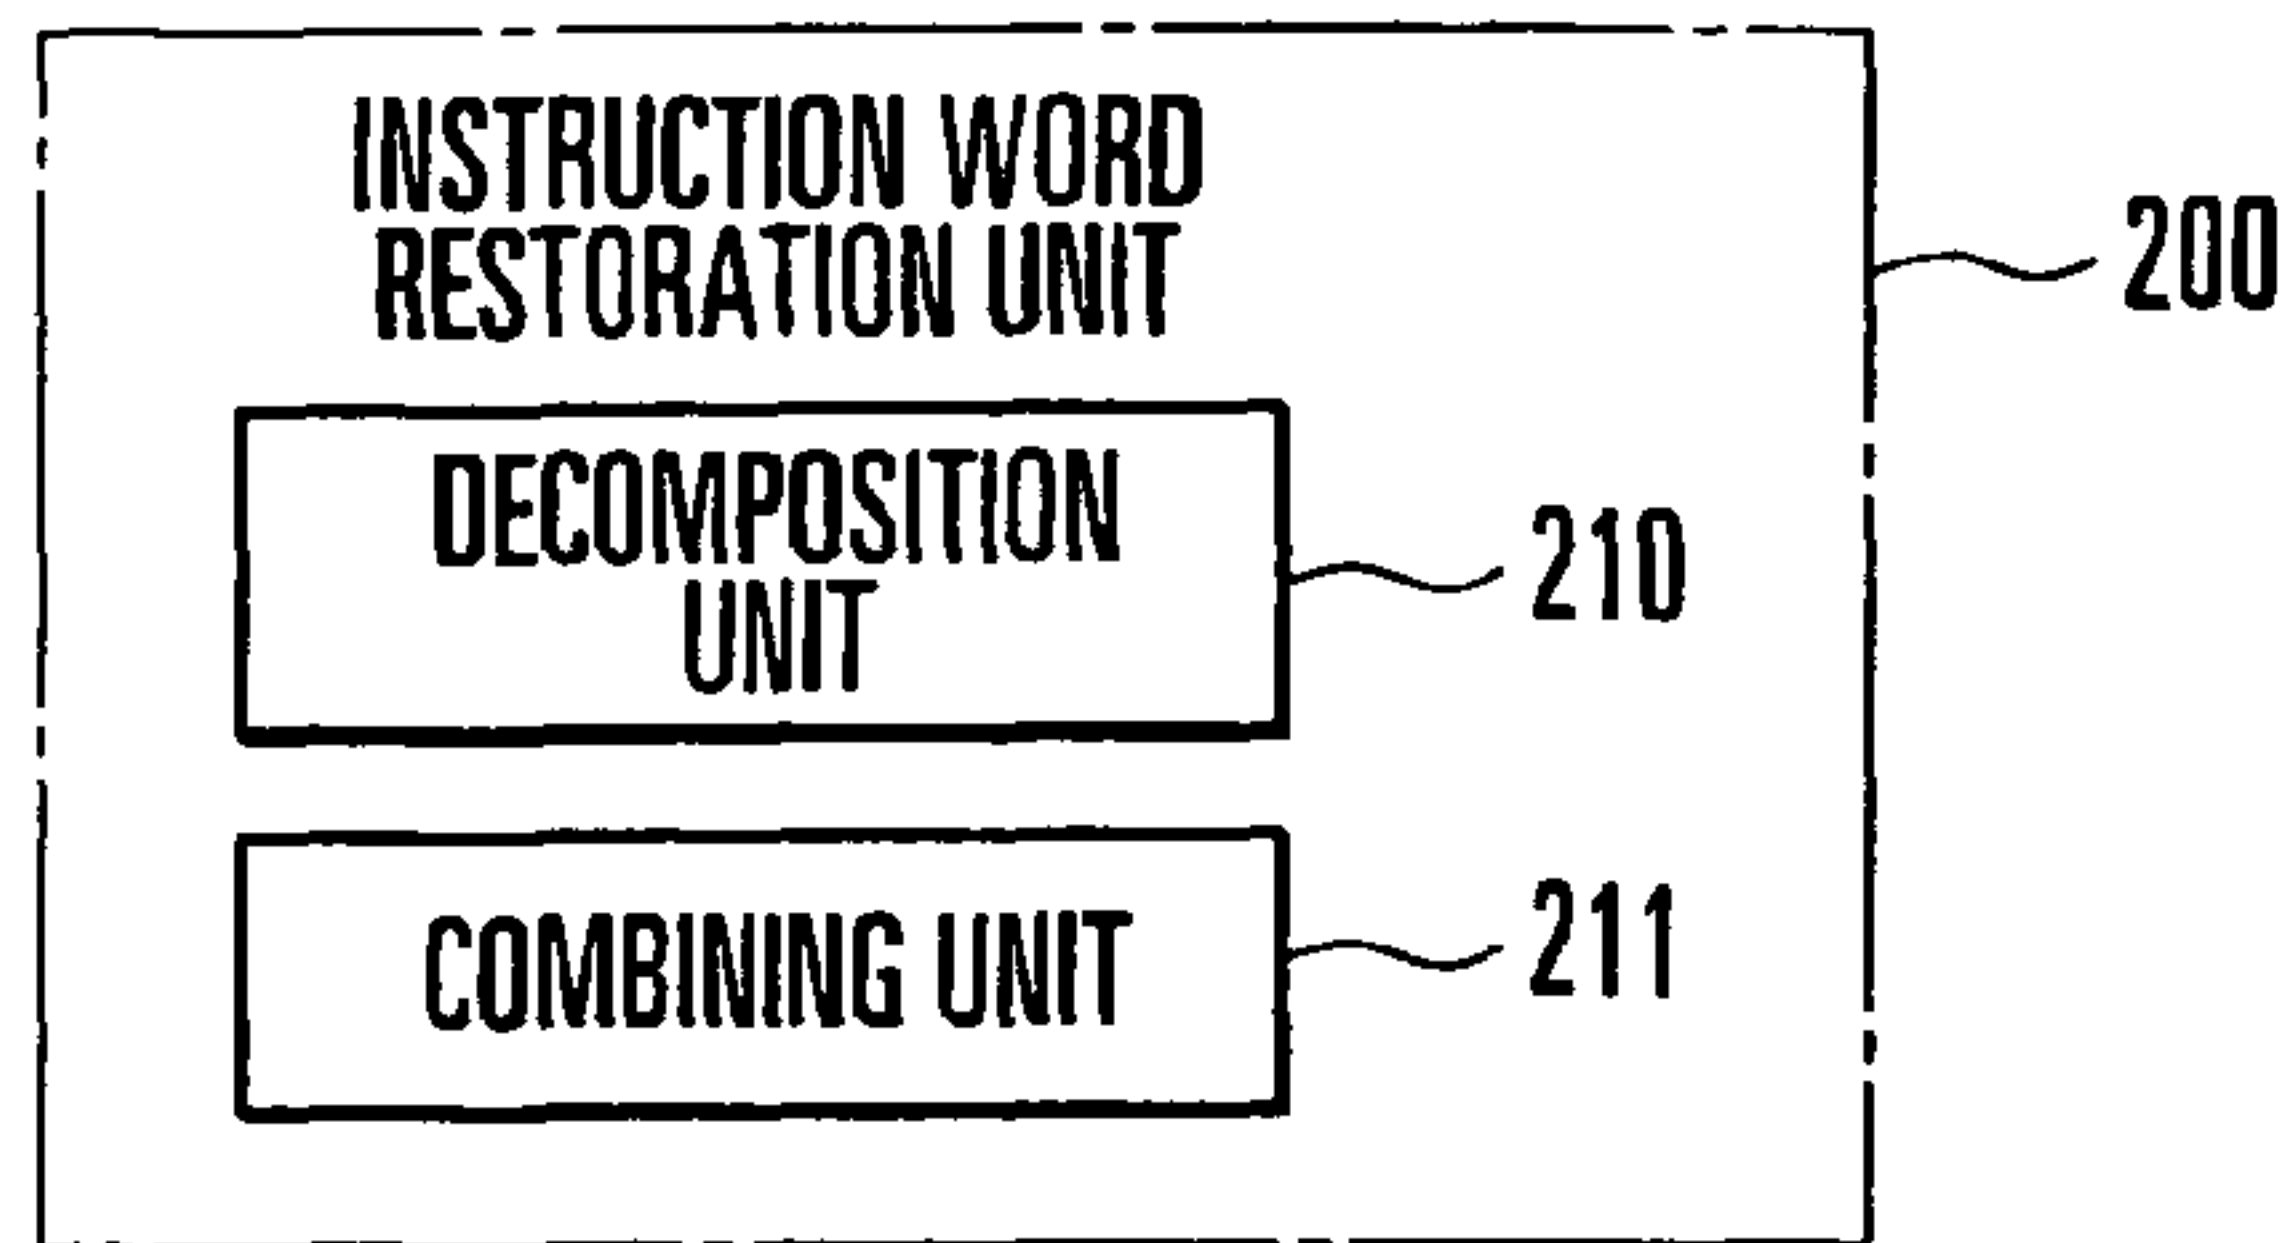 INSTRUCTION WORD
RESTORATION UNIT
200
DECOMPOSITION
UNIT
210
COMBINING UNIT
211